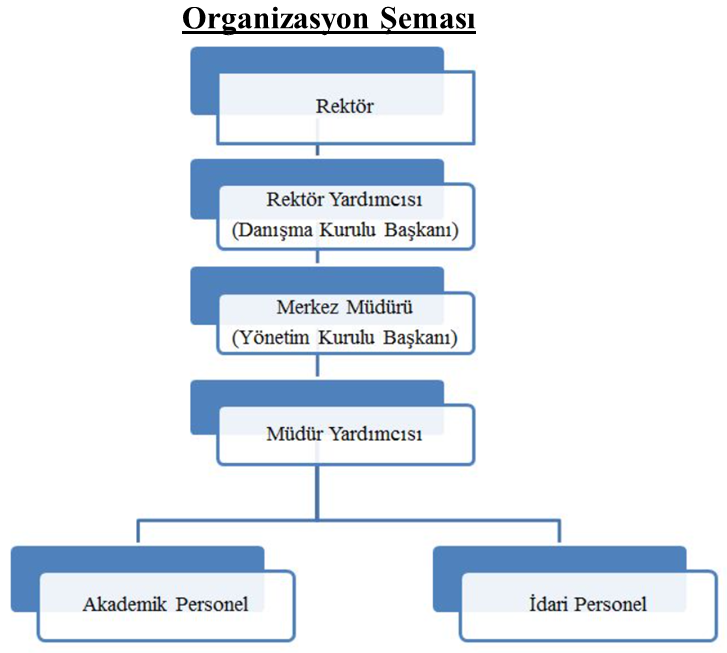 Organizasyon Şeması
Rektör
Rektör Yardımcısı
(Danışma Kurulu Başkanı)
Merkez Müdürü
(Yönetim Kurulu Başkanı)
Müdür Yardımcısı
Akademik Personel
İdari Personel